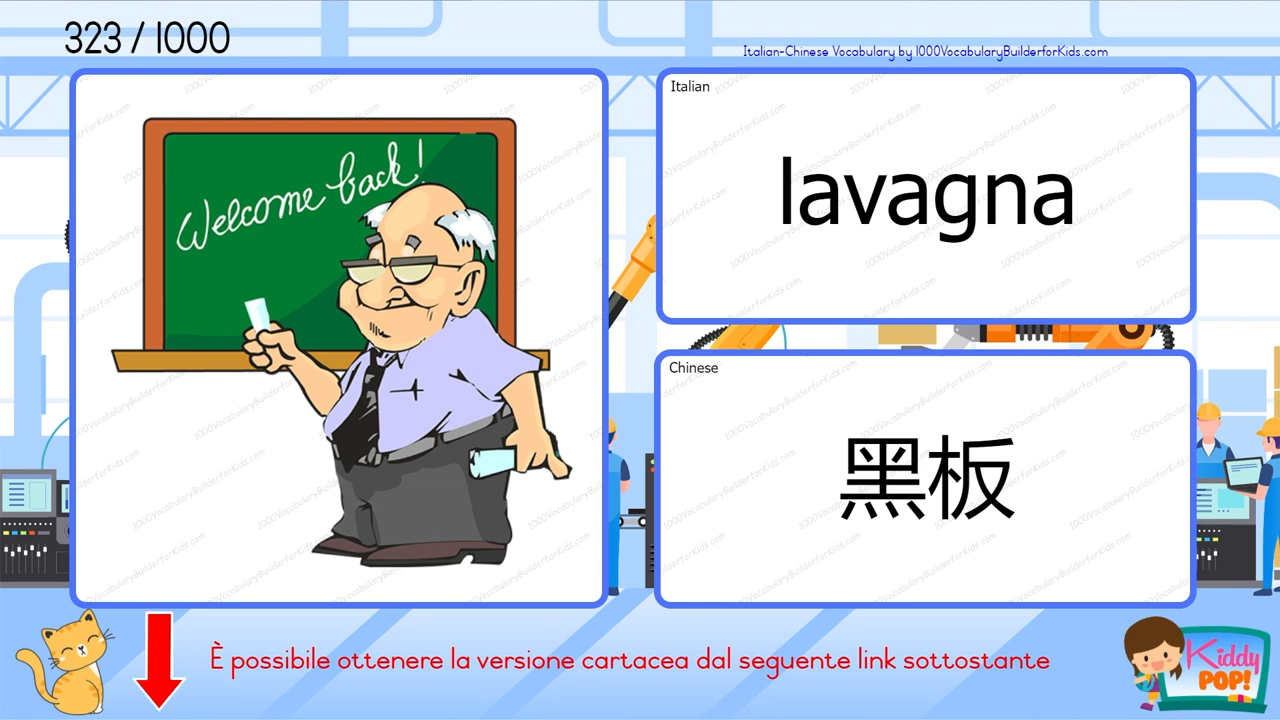 323 / 1000
Italian-Chinese Vocabulary by 1000VocabularyBuilderforKids.com
Welcome back!
Italian
lavagna
Chinese
黑板
È possibile ottenere la versione cartacea dal seguente link sottostante
Kiddy
POP!